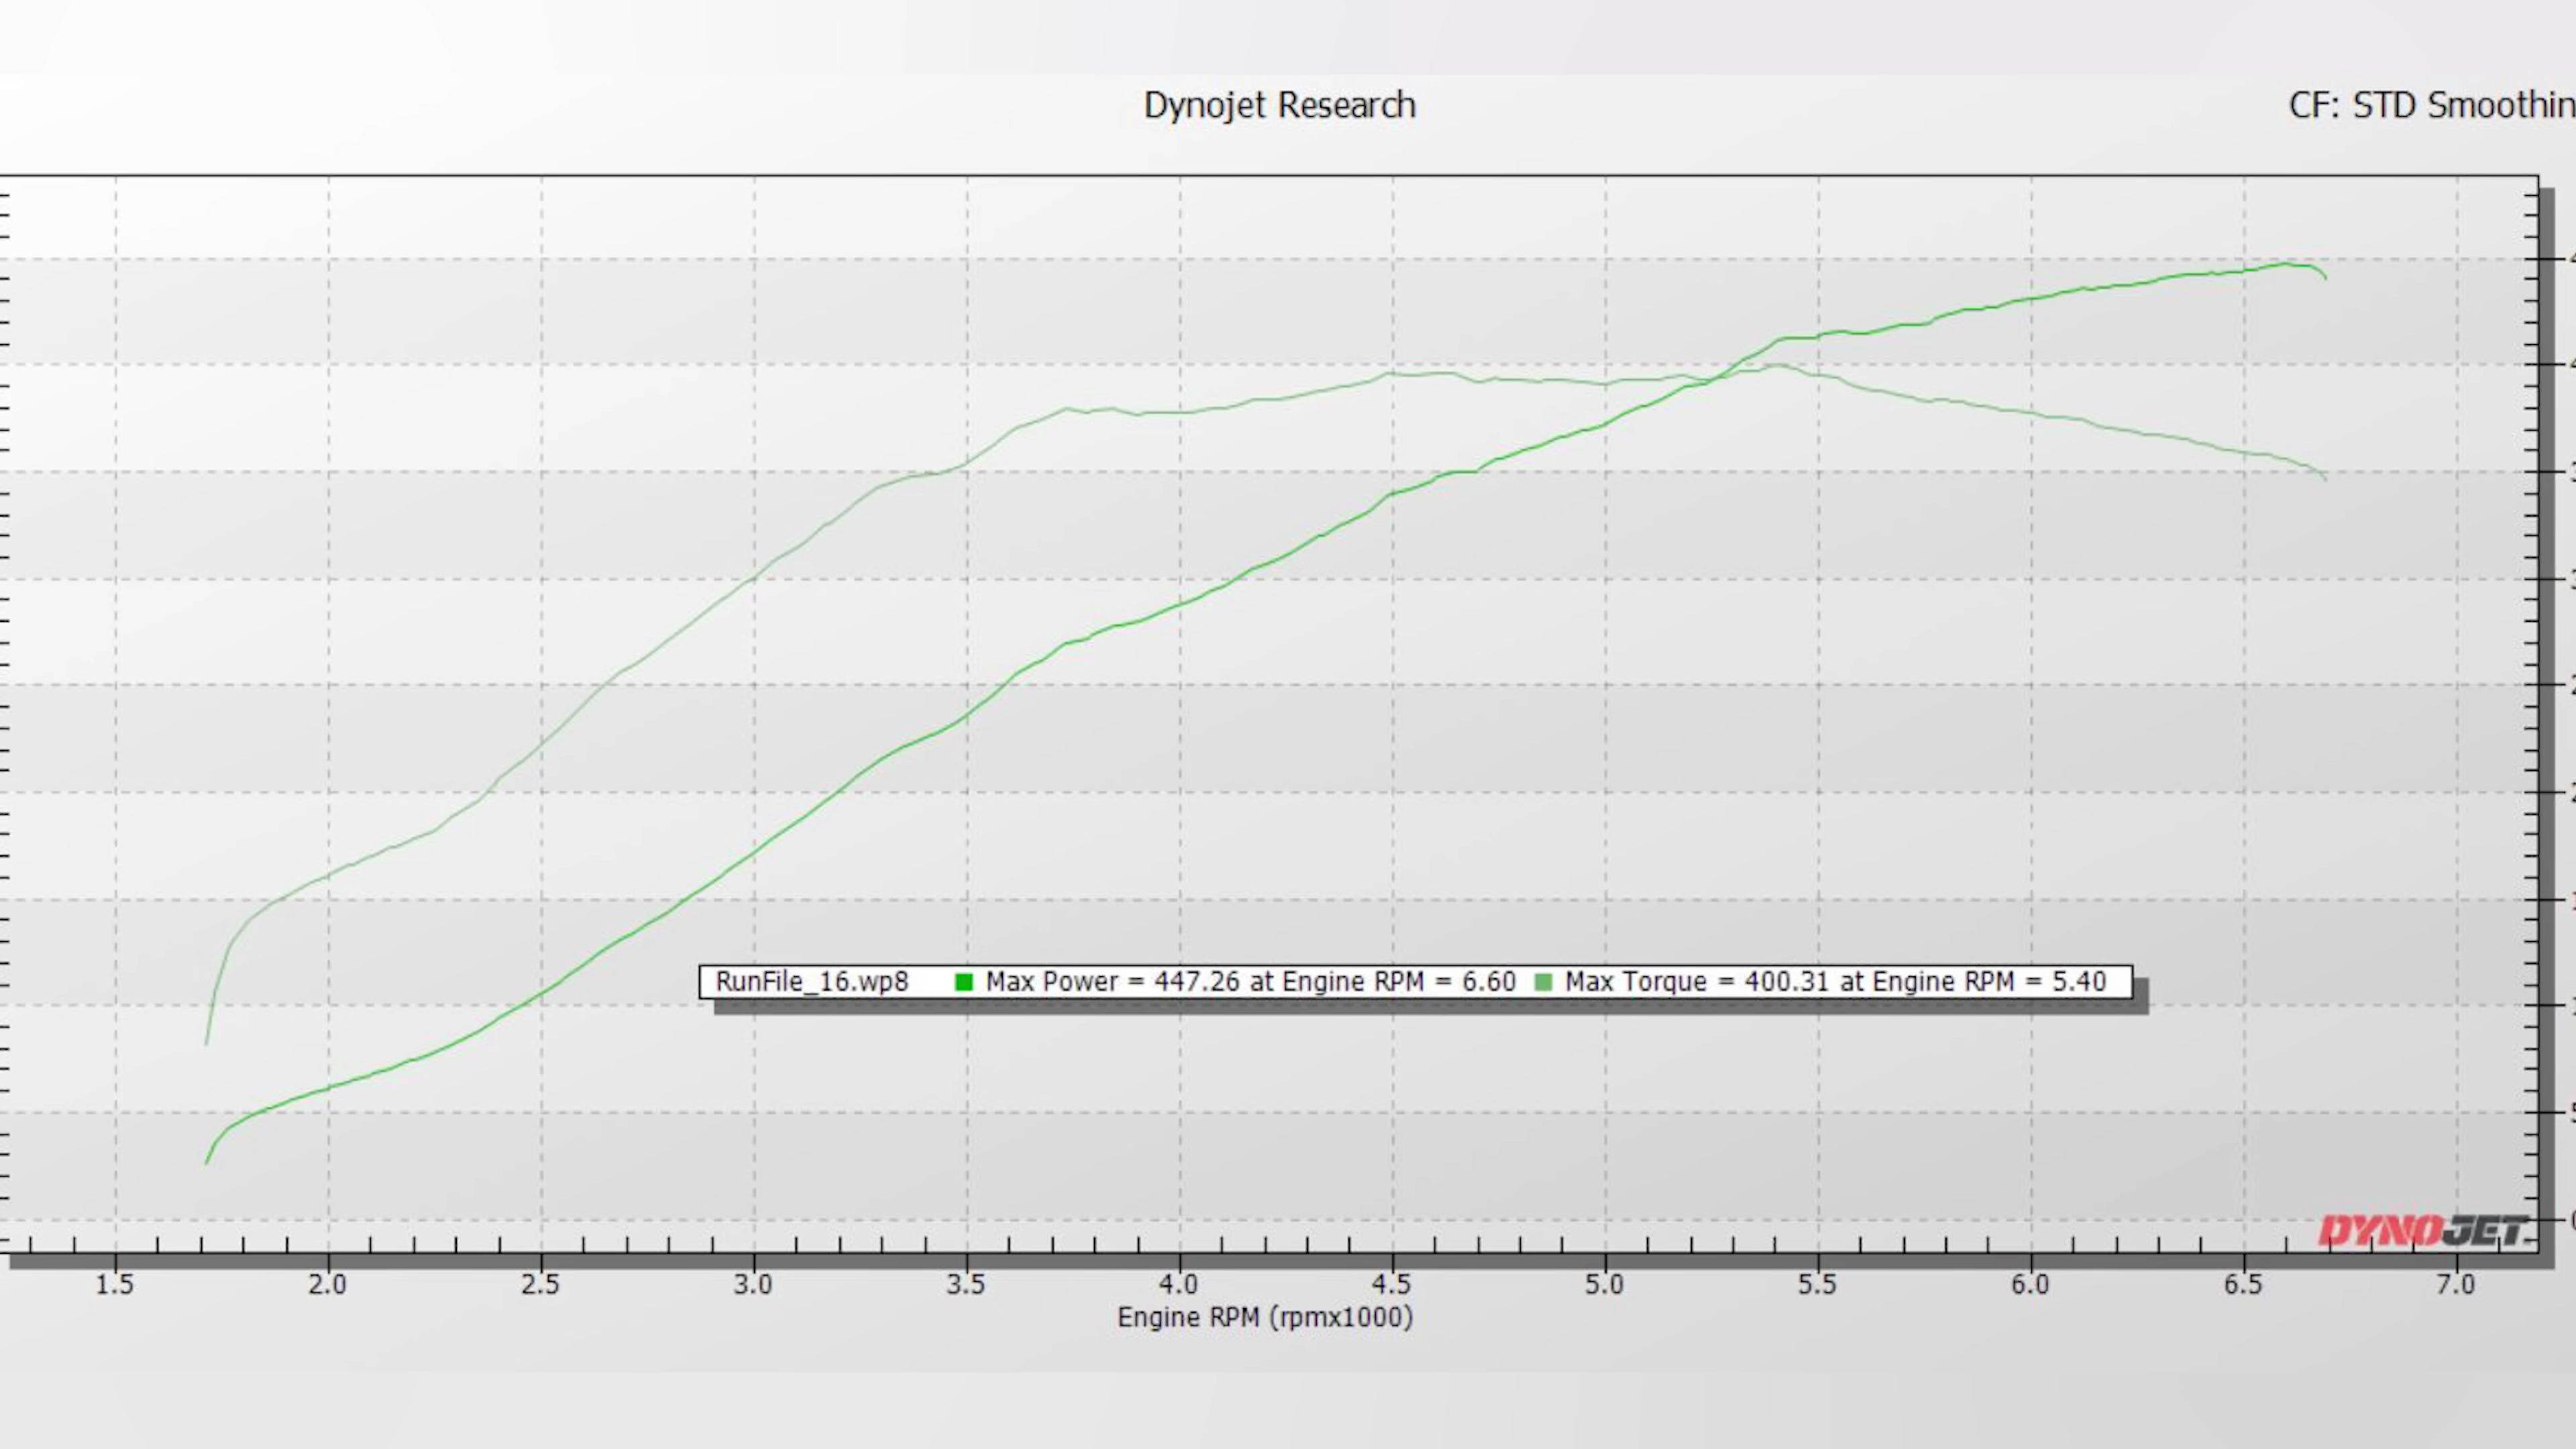 Dynojet Research
CF: STD Smoothin
RunFile_16.wp8 Max Power = 447.26 at Engine RPM = 6.60 Max Torque = 400.31 at Engine RPM = 5.40
DYNOJET
1.5 2.0 2.5 3.0 3.5 4.0 4.5 5.0 5.5 6.0 6.5 7.0
Engine RPM (rpmx1000)